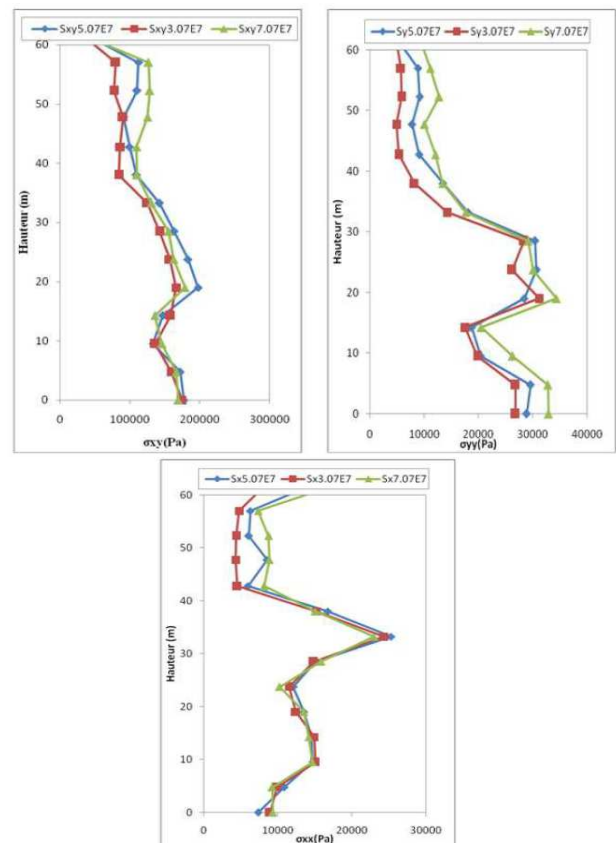 Sxy5.07E7 Sxy3.07E7 Sxy7.07E7
60
50
40
30
20
10
0
Hauteur (m)
0 100000 200000 300000
σxy(Pa)
Sy5.07E7 Sy3.07E7 Sy7.07E7
60
50
40
30
20
10
0
Hauteur (m)
0 10000 20000 30000 40000
σyy(Pa)
Sx5.07E7 Sx3.07E7 Sx7.07E7
60
50
40
30
20
10
0
Hauteur (m)
0 10000 20000 30000
σxx(Pa)